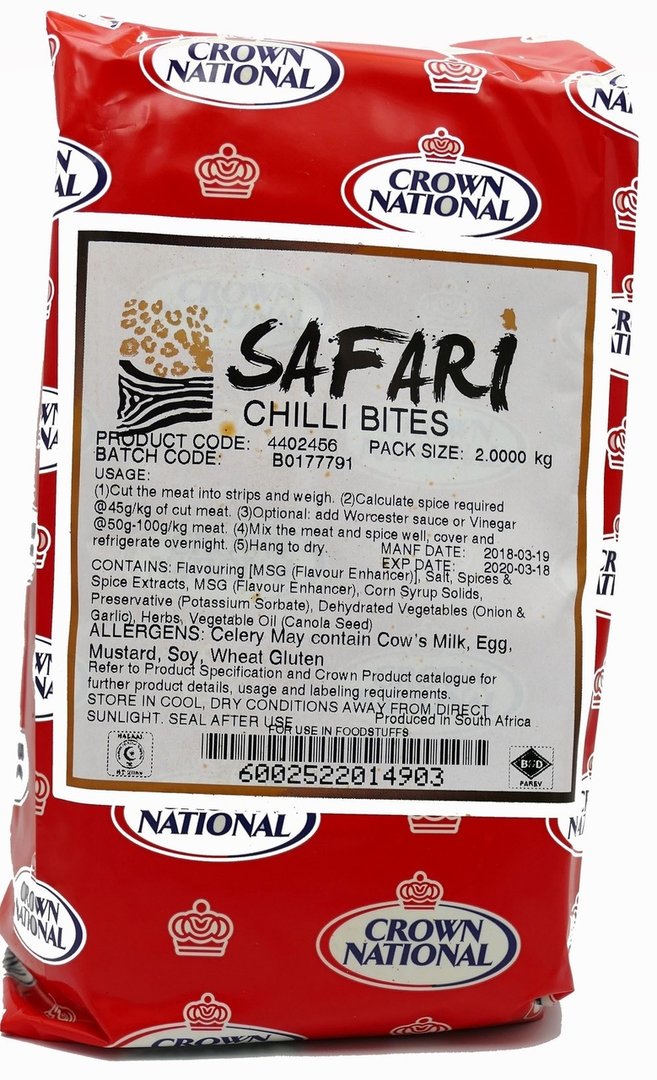 CROWN
NATIONAL
NA
N
AL
CROWN
NATIONAL
SAFARI
CHILLI BITES
PRODUCT CODE: 4402456 PACK SIZE: 2.0000 kg
BATCH CODE: B0177791
USAGE:
(1)Cut the meat into strips and weigh. (2)Calculate spice required
@45g/kg of cut meat. (3)Optional: add Worcester sauce or Vinegar
@50g-100g/kg meat. (4)Mix the meat and spice well, cover and
refrigerate overnight. (5)Hang to dry.
MANF DATE: 2018-03-19
EXP DATE: 2020-03-18
CONTAINS: Flavouring [MSG (Flavour Enhancer)], Salt, Spices &
Spice Extracts, MSG (Flavour Enhancer), Corn Syrup Solids,
Preservative (Potassium Sorbate), Dehydrated Vegetables (Onion &
Garlic), Herbs, Vegetable Oil (Canola Seed)
ALLERGENS: Celery May contain Cow's Milk, Egg,
Mustard, Soy, Wheat Gluten
Refer to Product Specification and Crown Product catalogue for
further product details, usage and labeling requirements.
STORE IN COOL, DRY CONDITIONS AWAY FROM DIRECT
SUNLIGHT. SEAL AFTER USE Produced in South Africa
FOR USE IN FOODSTUFFS
6002522014903
PAREV
NATIONAL
CROWN
NATIONAL
CROWN
NATIONAL
CROWN